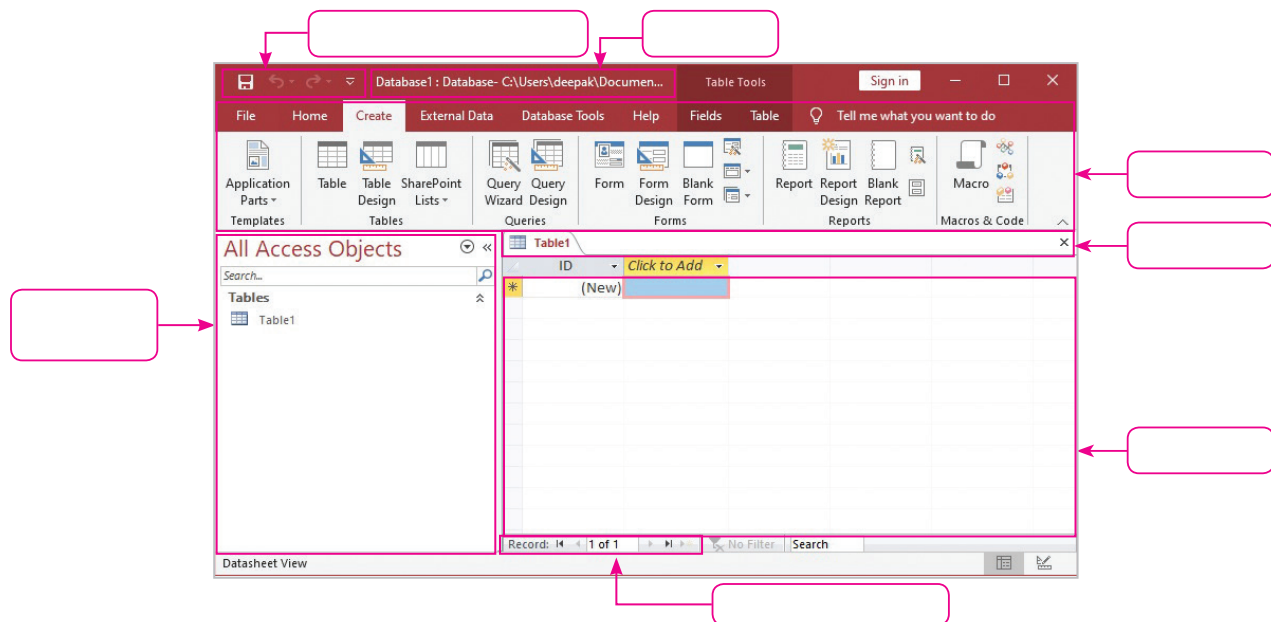 Database1 : Database- C:\Users\deepak\Documen... Table Tools Sign in
File Home Create External Data Database Tools Help Fields Table Tell me what you want to do
Application Parts
Table
Table Design
SharePoint Lists
Query Wizard
Query Design
Form
Form Design
Blank Form
Report
Report Design
Blank Report
Macro
Templates Tables Queries Forms Reports Macros & Code
All Access Objects
Search...
Tables
Table1
Table1
ID Click to Add
(New)
Record: 1 of 1 No Filter Search
Datasheet View